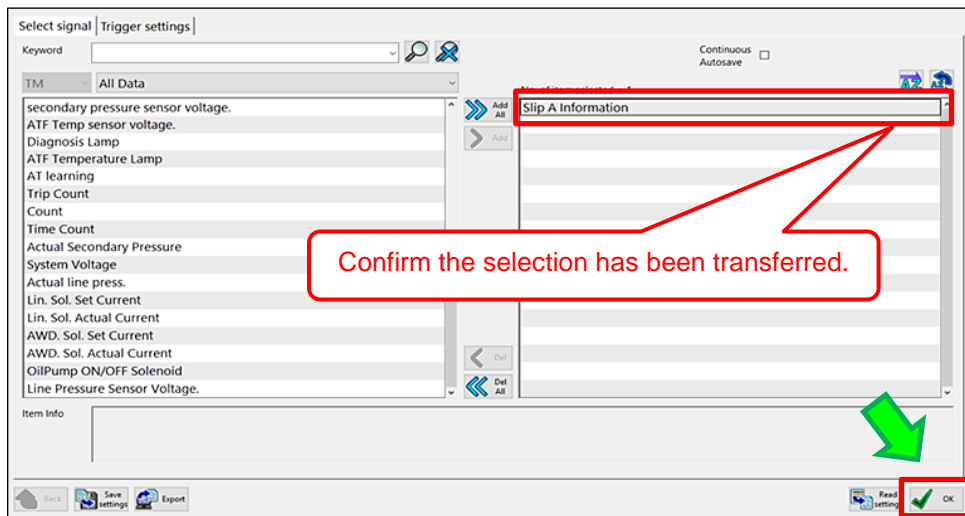 Select signal Trigger settings
Keyword
Continuous
Autosave
TM All Data
secondary pressure sensor voltage.
ATF Temp sensor voltage.
Diagnosis Lamp
ATF Temperature Lamp
AT learning
Trip Count
Count
Time Count
Actual Secondary Pressure
System Voltage
Actual line press.
Lin. Sol. Set Current
Lin. Sol. Actual Current
AWD. Sol. Set Current
AWD. Sol. Actual Current
OilPump ON/OFF Solenoid
Line Pressure Sensor Voltage.
Add
All
Add
Del
Del
All
Slip A Information
Confirm the selection has been transferred.
Item Info
Back
Save
settings
Export
Read
setting
OK